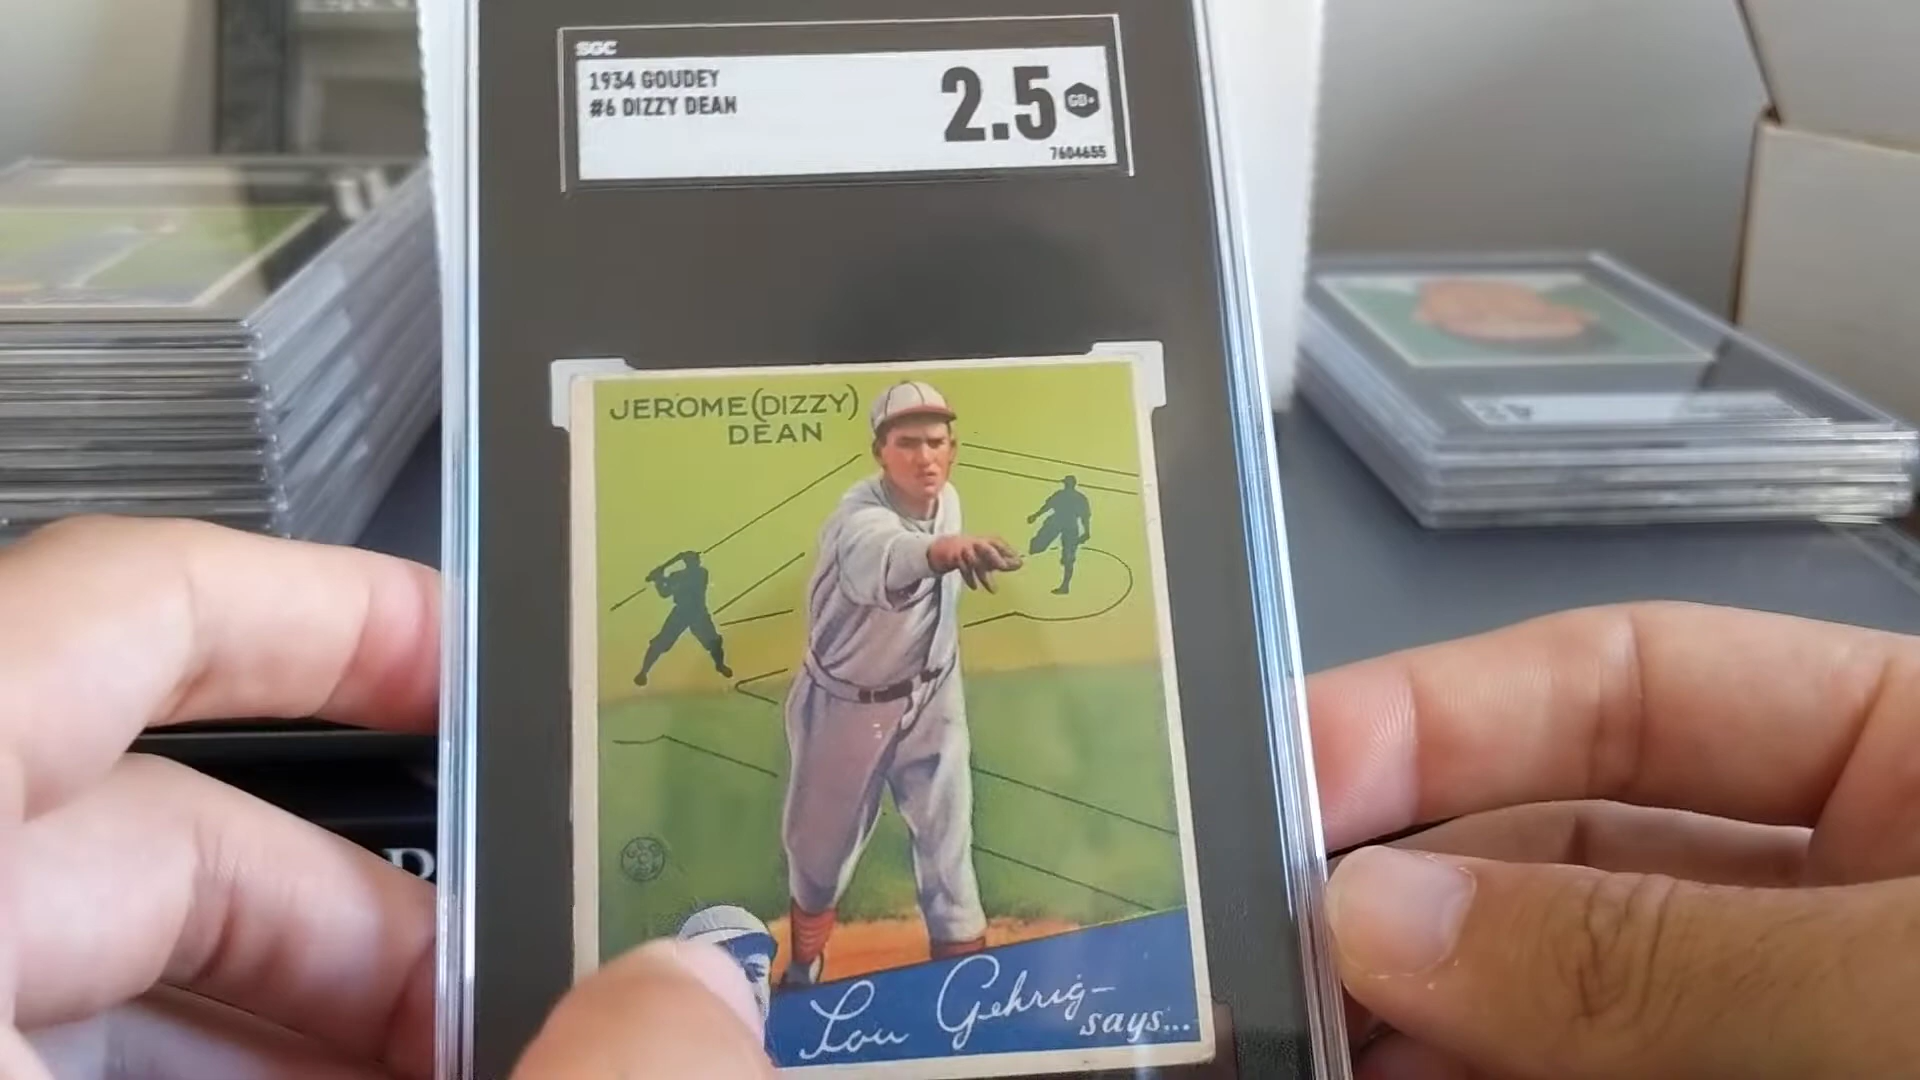 SGC
1934 GOUDEY
#6 DIZZY DEAN
2.5
GD+
7604655
JEROME (DIZZY)
DEAN
Lou Gehrig—
says...